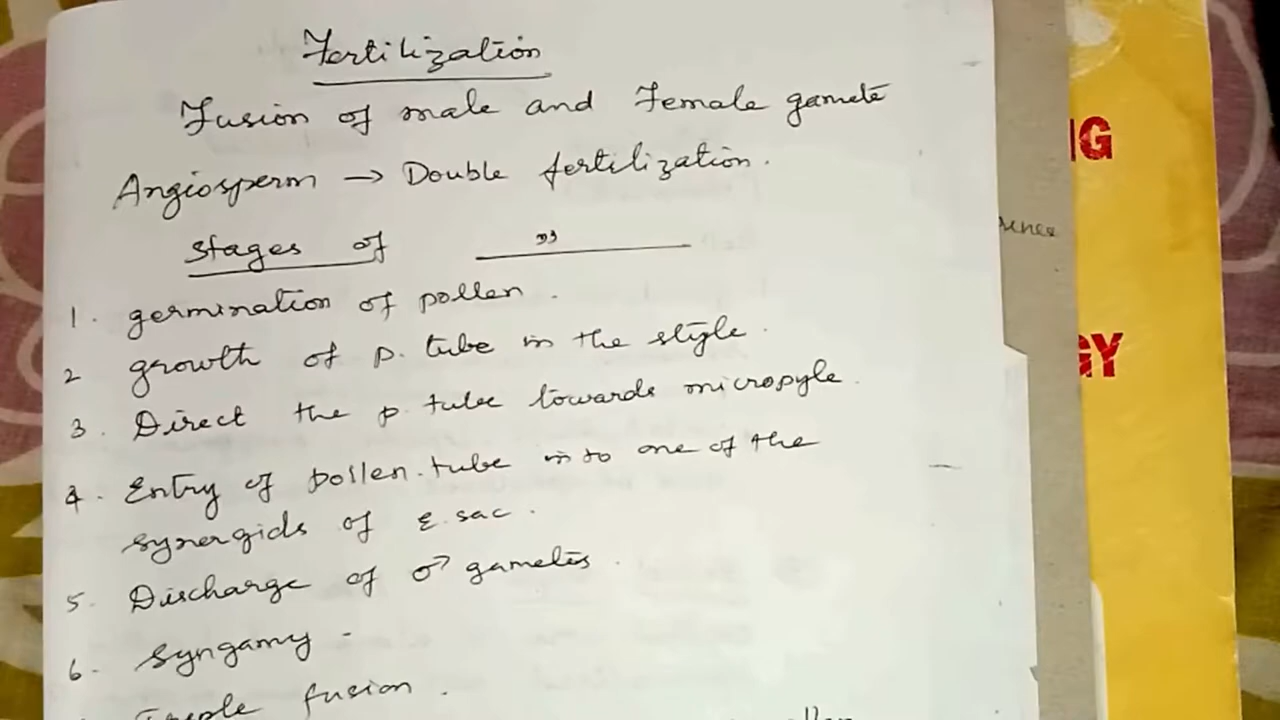 Fertilization
Fusion of male and Female gamete
Angiosperm → Double fertilization.
Stages of ——— " ———
1. germination of pollen.
2 growth of p. tube in the style.
3. Direct the p. tube towards micropyle.
4. Entry of pollen. tube into one of the
synergids of E. sac.
5. Discharge of ♂ gametes.
6. Syngamy -
Triple fusion.
NG
GY